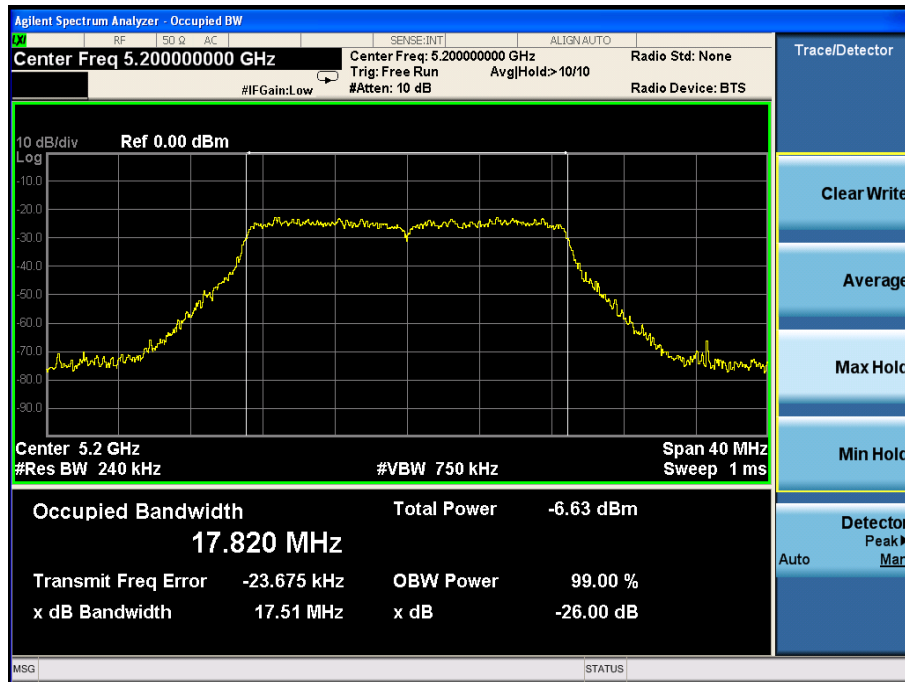 Agilent Spectrum Analyzer - Occupied BW
LXI RF 50 Ω AC SENSE:INT ALIGN AUTO
Center Freq 5.200000000 GHz
#IFGain:Low
Center Freq: 5.200000000 GHz
Trig: Free Run Avg|Hold:>10/10
#Atten: 10 dB
Radio Std: None
Radio Device: BTS
10 dB/div Ref 0.00 dBm
Log
-10.0
-20.0
-30.0
-40.0
-50.0
-60.0
-70.0
-80.0
-90.0
Center 5.2 GHz Span 40 MHz
#Res BW 240 kHz #VBW 750 kHz Sweep 1 ms
Occupied Bandwidth Total Power -6.63 dBm
17.820 MHz
Transmit Freq Error -23.675 kHz OBW Power 99.00 %
x dB Bandwidth 17.51 MHz x dB -26.00 dB
MSG STATUS
Trace/Detector
Clear Write
Average
Max Hold
Min Hold
Detector
Peak▶
Auto Man